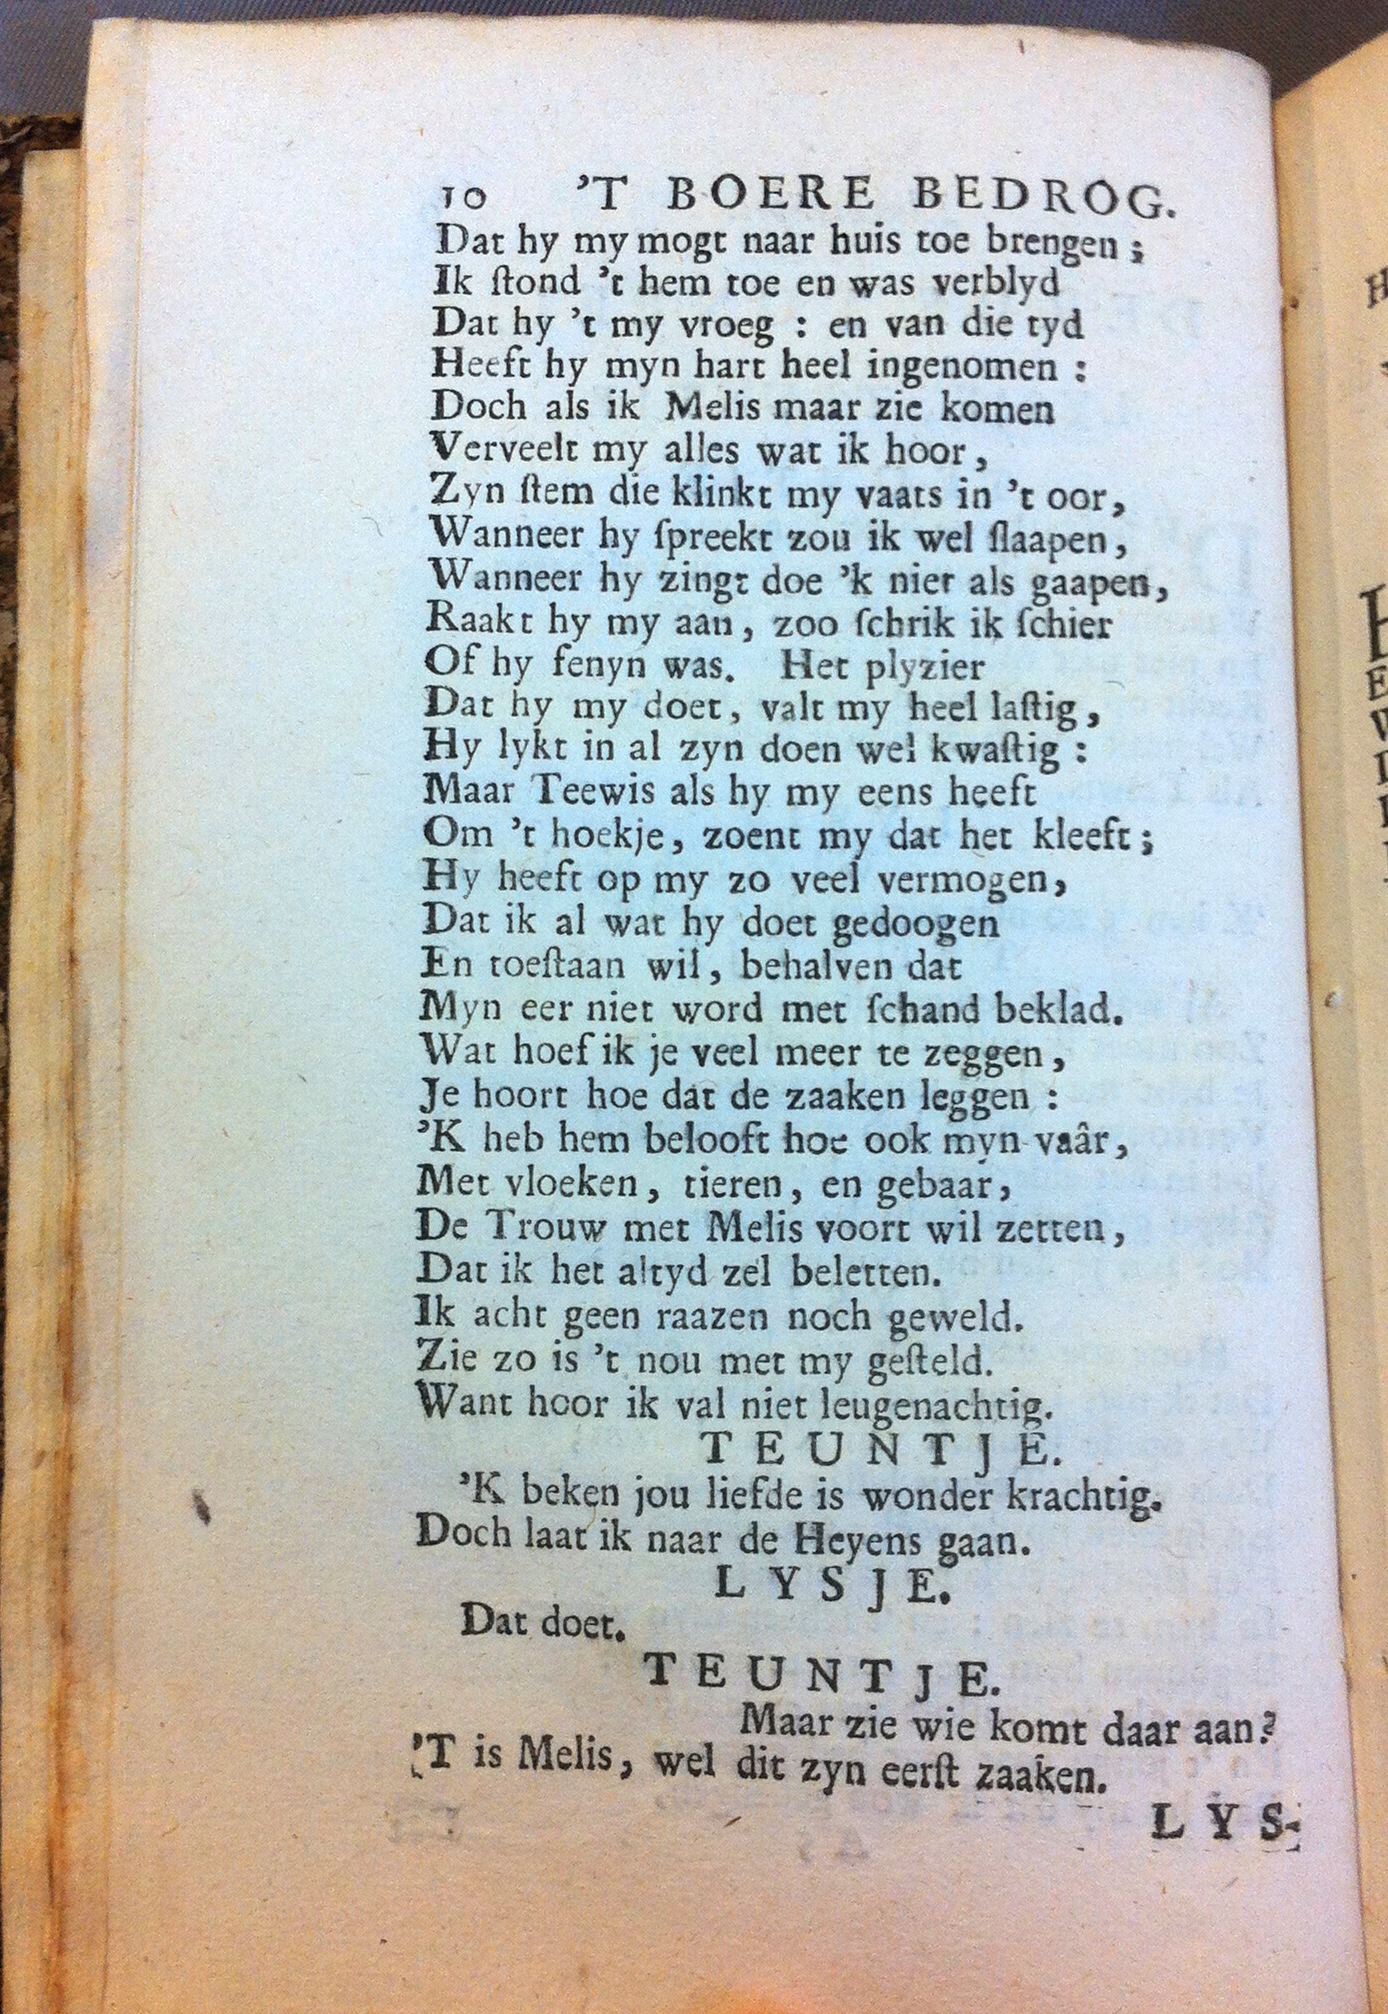 10 'T BOERE BEDROG.
Dat hy my mogt naar huis toe brengen;
Ik ſtond 't hem toe en was verblyd
Dat hy 't my vroeg : en van die tyd
Heeft hy myn hart heel ingenomen :
Doch als ik Melis maar zie komen
Verveelt my alles wat ik hoor,
Zyn ſtem die klinkt my vaats in 't oor,
Wanneer hy ſpreekt zou ik wel ſlaapen,
Wanneer hy zingt doe 'k niet als gaapen,
Raakt hy my aan, zoo ſchrik ik ſchier
Of hy fenyn was. Het plyzier
Dat hy my doet, valt my heel laſtig,
Hy lykt in al zyn doen wel kwaſtig :
Maar Teewis als hy my eens heeft
Om 't hoekje, zoent my dat het kleeft;
Hy heeft op my zo veel vermogen,
Dat ik al wat hy doet gedoogen
En toeſtaan wil, behalven dat
Myn eer niet word met ſchand beklad.
Wat hoef ik je veel meer te zeggen,
Je hoort hoe dat de zaaken leggen :
'K heb hem belooft hoe ook myn vaâr,
Met vloeken, tieren, en gebaar,
De Trouw met Melis voort wil zetten,
Dat ik het altyd zel beletten.
Ik acht geen raazen noch geweld.
Zie zo is 't nou met my geſteld.
Want hoor ik val niet leugenachtig.
TEUNTJE.
'K beken jou liefde is wonder krachtig.
Doch laat ik naar de Heyens gaan.
LYSJE.
Dat doet.
TEUNTJE.
Maar zie wie komt daar aan?
'T is Melis, wel dit zyn eerſt zaaken.
LYS-